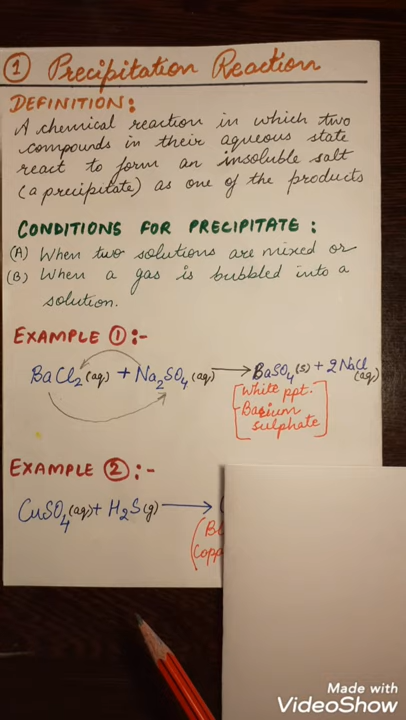 ① Precipitation Reaction
DEFINITION:
A chemical reaction in which two
compounds in their aqueous state
react to form an insoluble salt
(a precipitate) as one of the products
CONDITIONS FOR PRECIPITATE:
(A) When two solutions are mixed or
(B) When a gas is bubbled into a
solution.
EXAMPLE ①:-
BaCl₂(aq) + Na₂SO₄(aq) → BaSO₄(s) + 2NaCl(aq)
[White ppt.
Barium
sulphate]
EXAMPLE ②:-
CuSO₄(aq) + H₂S(g) →
Made with
VideoShow